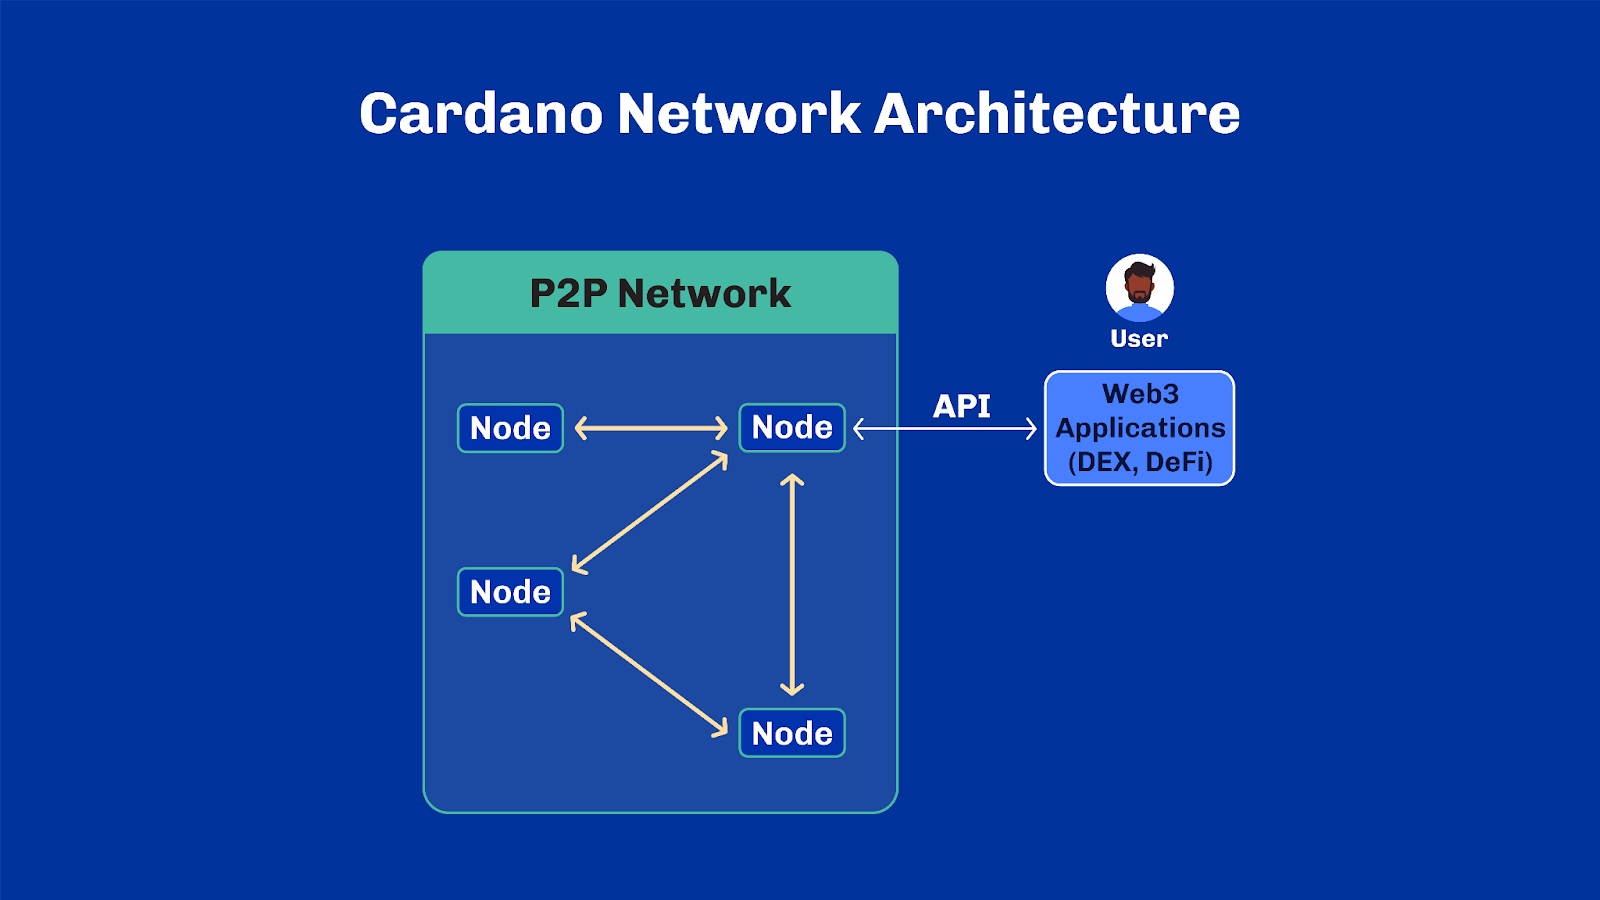 Cardano Network Architecture
P2P Network
Node
Node
Node
Node
API
User
Web3
Applications
(DEX, DeFi)